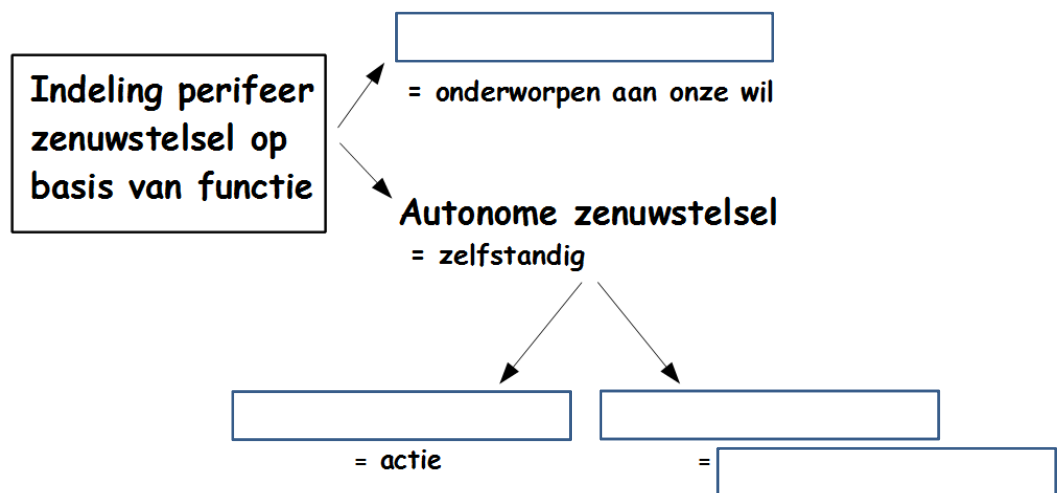 Indeling perifeer
zenuwstelsel op
basis van functie
= onderworpen aan onze wil
Autonome zenuwstelsel
= zelfstandig
= actie
=